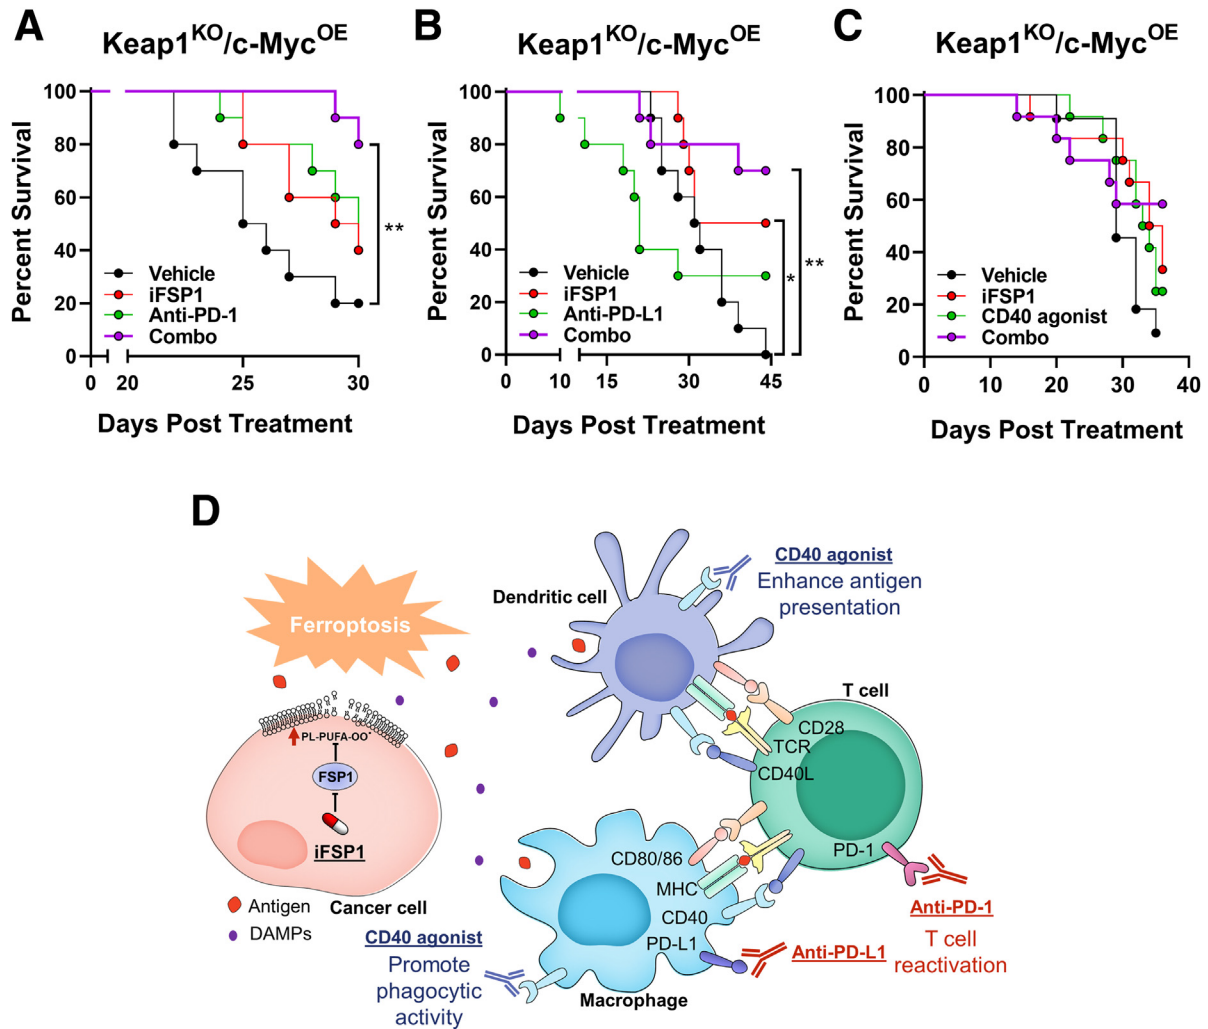 A
Keap1KO/c-MycOE
Percent Survival
100
80
60
40
20
0
Vehicle
iFSP1
Anti-PD-1
Combo
**
0 20 25 30
Days Post Treatment
B
Keap1KO/c-MycOE
Percent Survival
100
80
60
40
20
0
Vehicle
iFSP1
Anti-PD-L1
Combo
*
**
0 10 15 30 45
Days Post Treatment
C
Keap1KO/c-MycOE
Percent Survival
100
80
60
40
20
0
Vehicle
iFSP1
CD40 agonist
Combo
0 10 20 30 40
Days Post Treatment
D
Ferroptosis
PL-PUFA-OO•
FSP1
iFSP1
Cancer cell
Antigen
DAMPs
Dendritic cell
CD40 agonist
Enhance antigen
presentation
T cell
CD28
TCR
CD40L
PD-1
CD80/86
MHC
CD40
PD-L1
Macrophage
CD40 agonist
Promote
phagocytic
activity
Anti-PD-L1
Anti-PD-1
T cell
reactivation